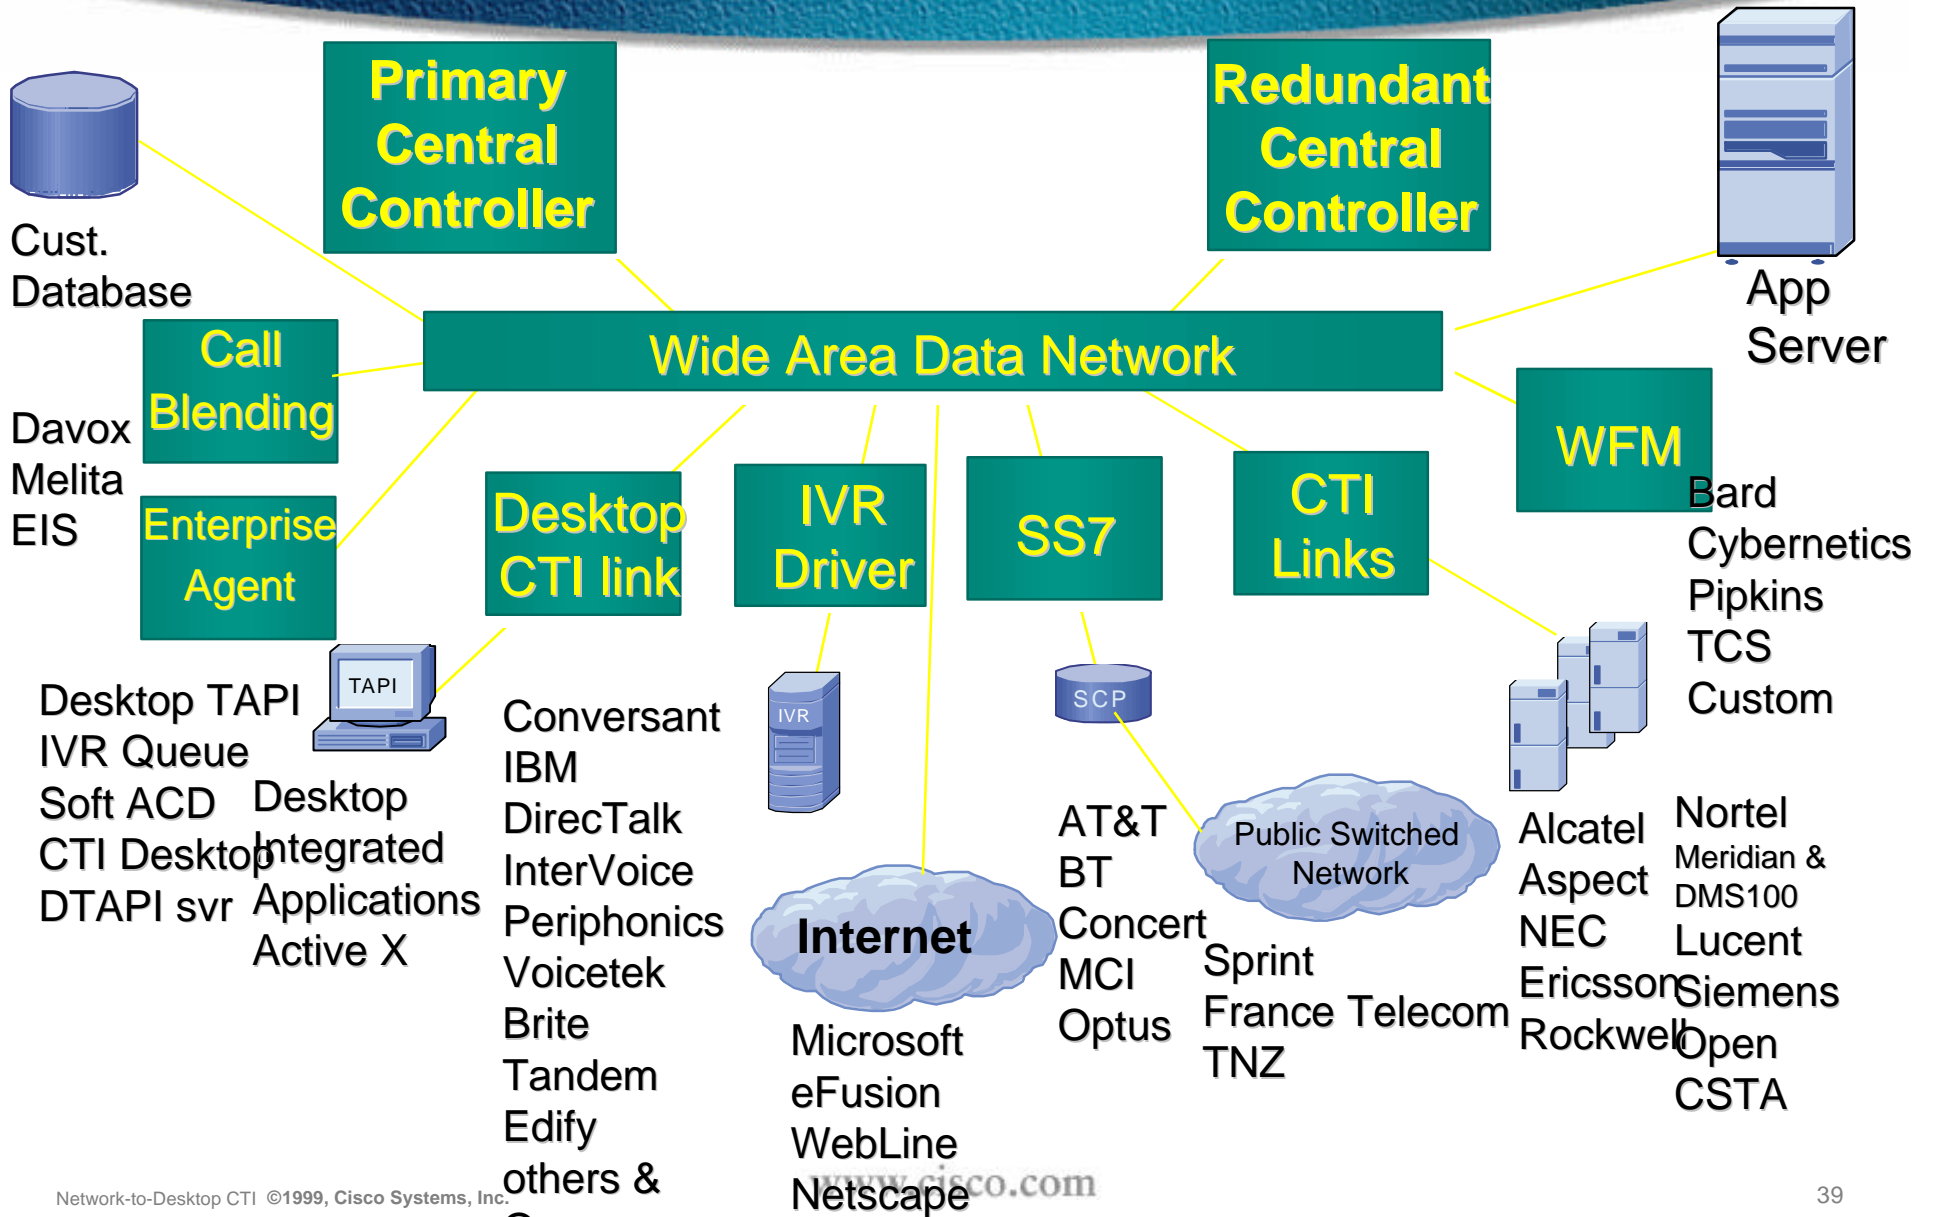 Primary
Central
Controller
Redundant
Central
Controller
Cust.
Database
App
Server
Wide Area Data Network
Call
Blending
Davox
Melita
EIS
Enterprise
Agent
Desktop
CTI link
IVR
Driver
SS7
CTI
Links
WFM
Bard
Cybernetics
Pipkins
TCS
Custom
TAPI
IVR
SCP
Desktop TAPI
IVR Queue
Soft ACD
CTI Desktop
DTAPI svr
Desktop
Integrated
Applications
Active X
Conversant
IBM
DirecTalk
InterVoice
Periphonics
Voicetek
Brite
Tandem
Edify
others &
Internet
Microsoft
eFusion
WebLine
Netscape
AT&T
BT
Concert
MCI
Optus
Public Switched
Network
Sprint
France Telecom
TNZ
Alcatel
Aspect
NEC
Ericsson
Rockwell
Nortel
Meridian &
DMS100
Lucent
Siemens
Open
CSTA
Network-to-Desktop CTI ©1999, Cisco Systems, Inc.
www.cisco.com
39